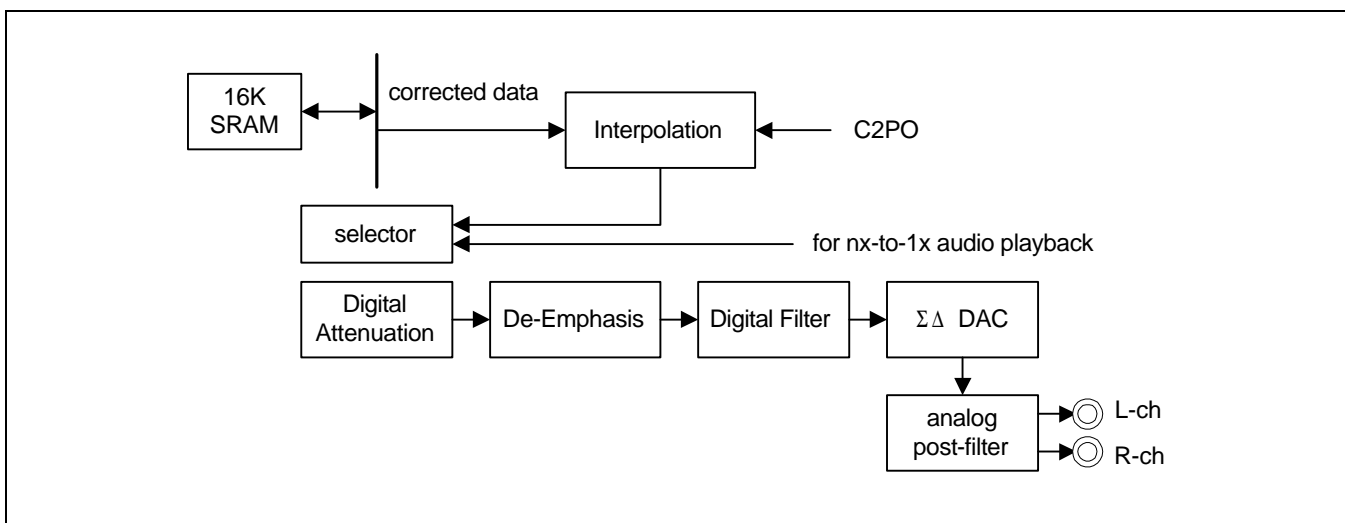 16K
SRAM
corrected data
Interpolation
C2PO
selector
for nx-to-1x audio playback
Digital
Attenuation
De-Emphasis
Digital Filter
ΣΔ DAC
analog
post-filter
L-ch
R-ch